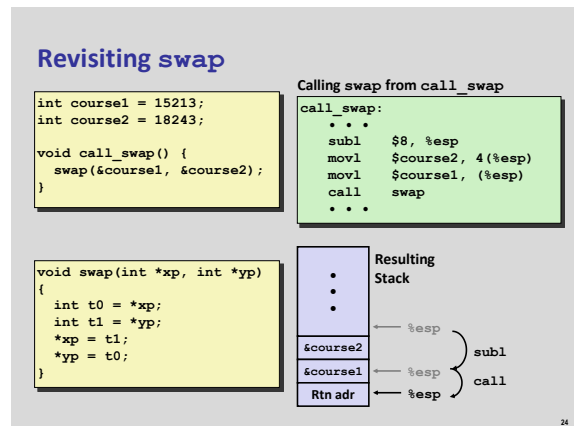 Revisiting swap
int course1 = 15213;
int course2 = 18243;
void call_swap() {
swap(&course1, &course2);
}
Calling swap from call_swap
call_swap:
• • •
subl $8, %esp
movl $course2, 4(%esp)
movl $course1, (%esp)
call swap
• • •
void swap(int *xp, int *yp)
{
int t0 = *xp;
int t1 = *yp;
*xp = t1;
*yp = t0;
}
Resulting
Stack
•
•
•
%esp
&course2
subl
&course1
%esp
call
Rtn adr
%esp
24